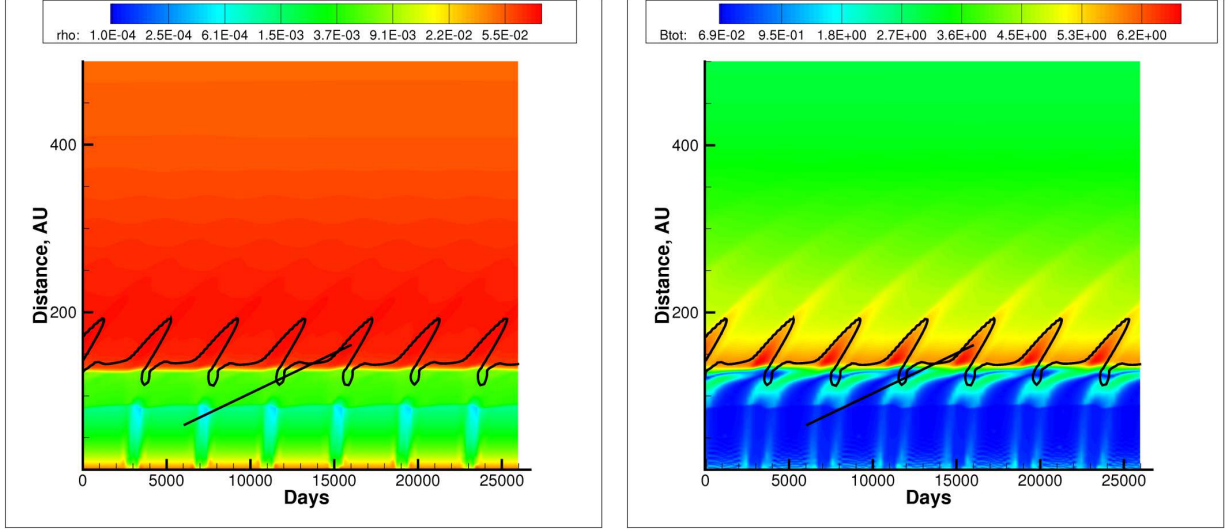 rho: 1.0E-04 2.5E-04 6.1E-04 1.5E-03 3.7E-03 9.1E-03 2.2E-02 5.5E-02
Distance, AU
400
200
0 5000 10000 15000 20000 25000
Days
Btot: 6.9E-02 9.5E-01 1.8E+00 2.7E+00 3.6E+00 4.5E+00 5.3E+00 6.2E+00
Distance, AU
400
200
0 5000 10000 15000 20000 25000
Days